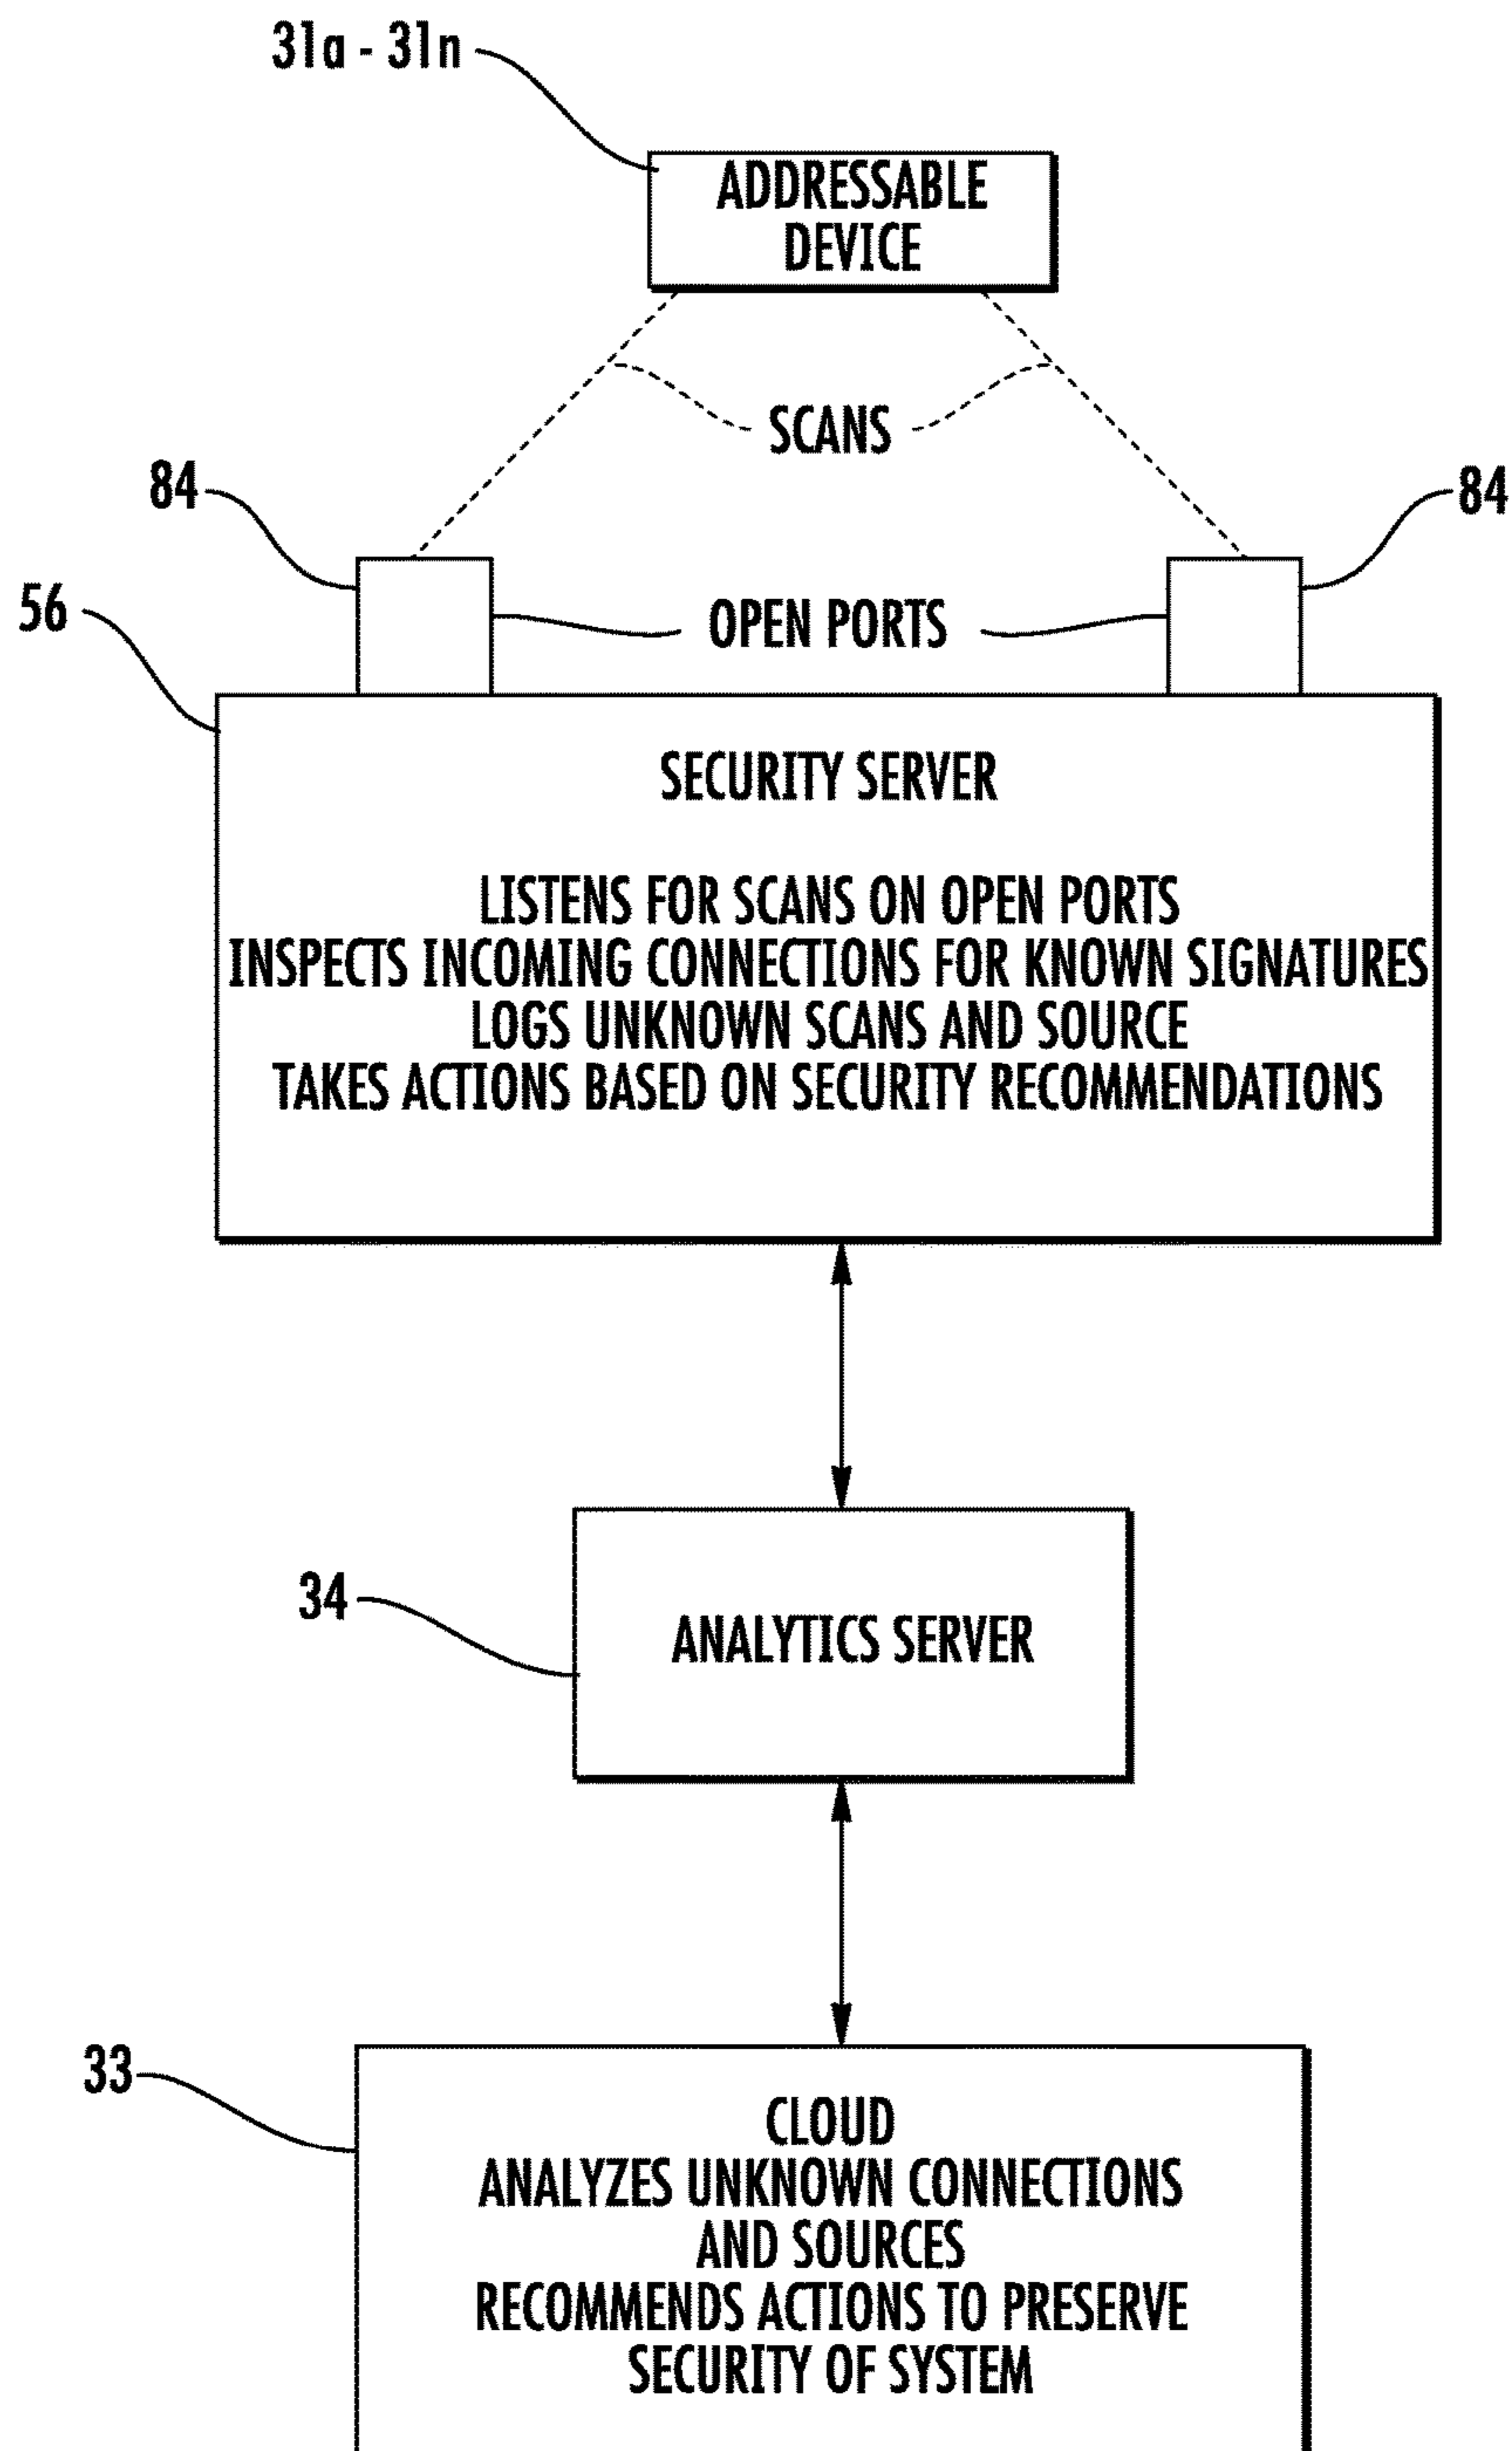 31a - 31n
ADDRESSABLE
DEVICE
SCANS
84
84
56
OPEN PORTS
SECURITY SERVER
LISTENS FOR SCANS ON OPEN PORTS
INSPECTS INCOMING CONNECTIONS FOR KNOWN SIGNATURES
LOGS UNKNOWN SCANS AND SOURCE
TAKES ACTIONS BASED ON SECURITY RECOMMENDATIONS
34
ANALYTICS SERVER
33
CLOUD
ANALYZES UNKNOWN CONNECTIONS
AND SOURCES
RECOMMENDS ACTIONS TO PRESERVE
SECURITY OF SYSTEM